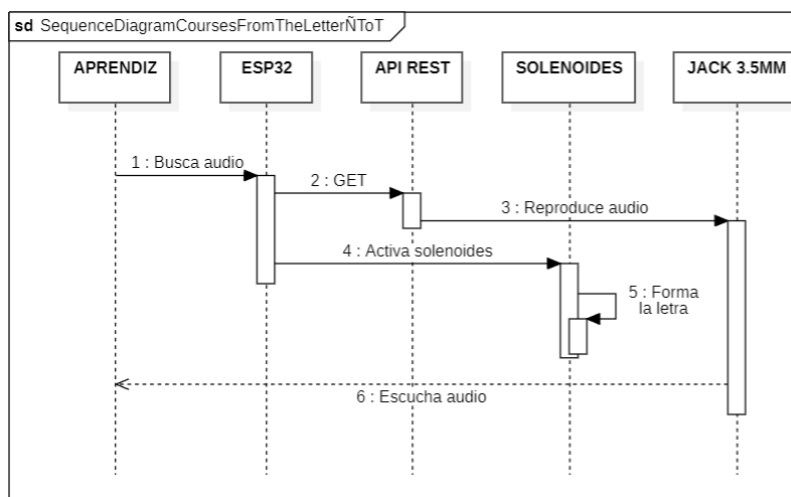 sd SequenceDiagramCoursesFromTheLetterÑToT
APRENDIZ
ESP32
API REST
SOLENOIDES
JACK 3.5MM
1 : Busca audio
2 : GET
3 : Reproduce audio
4 : Activa solenoides
5 : Forma
la letra
6 : Escucha audio